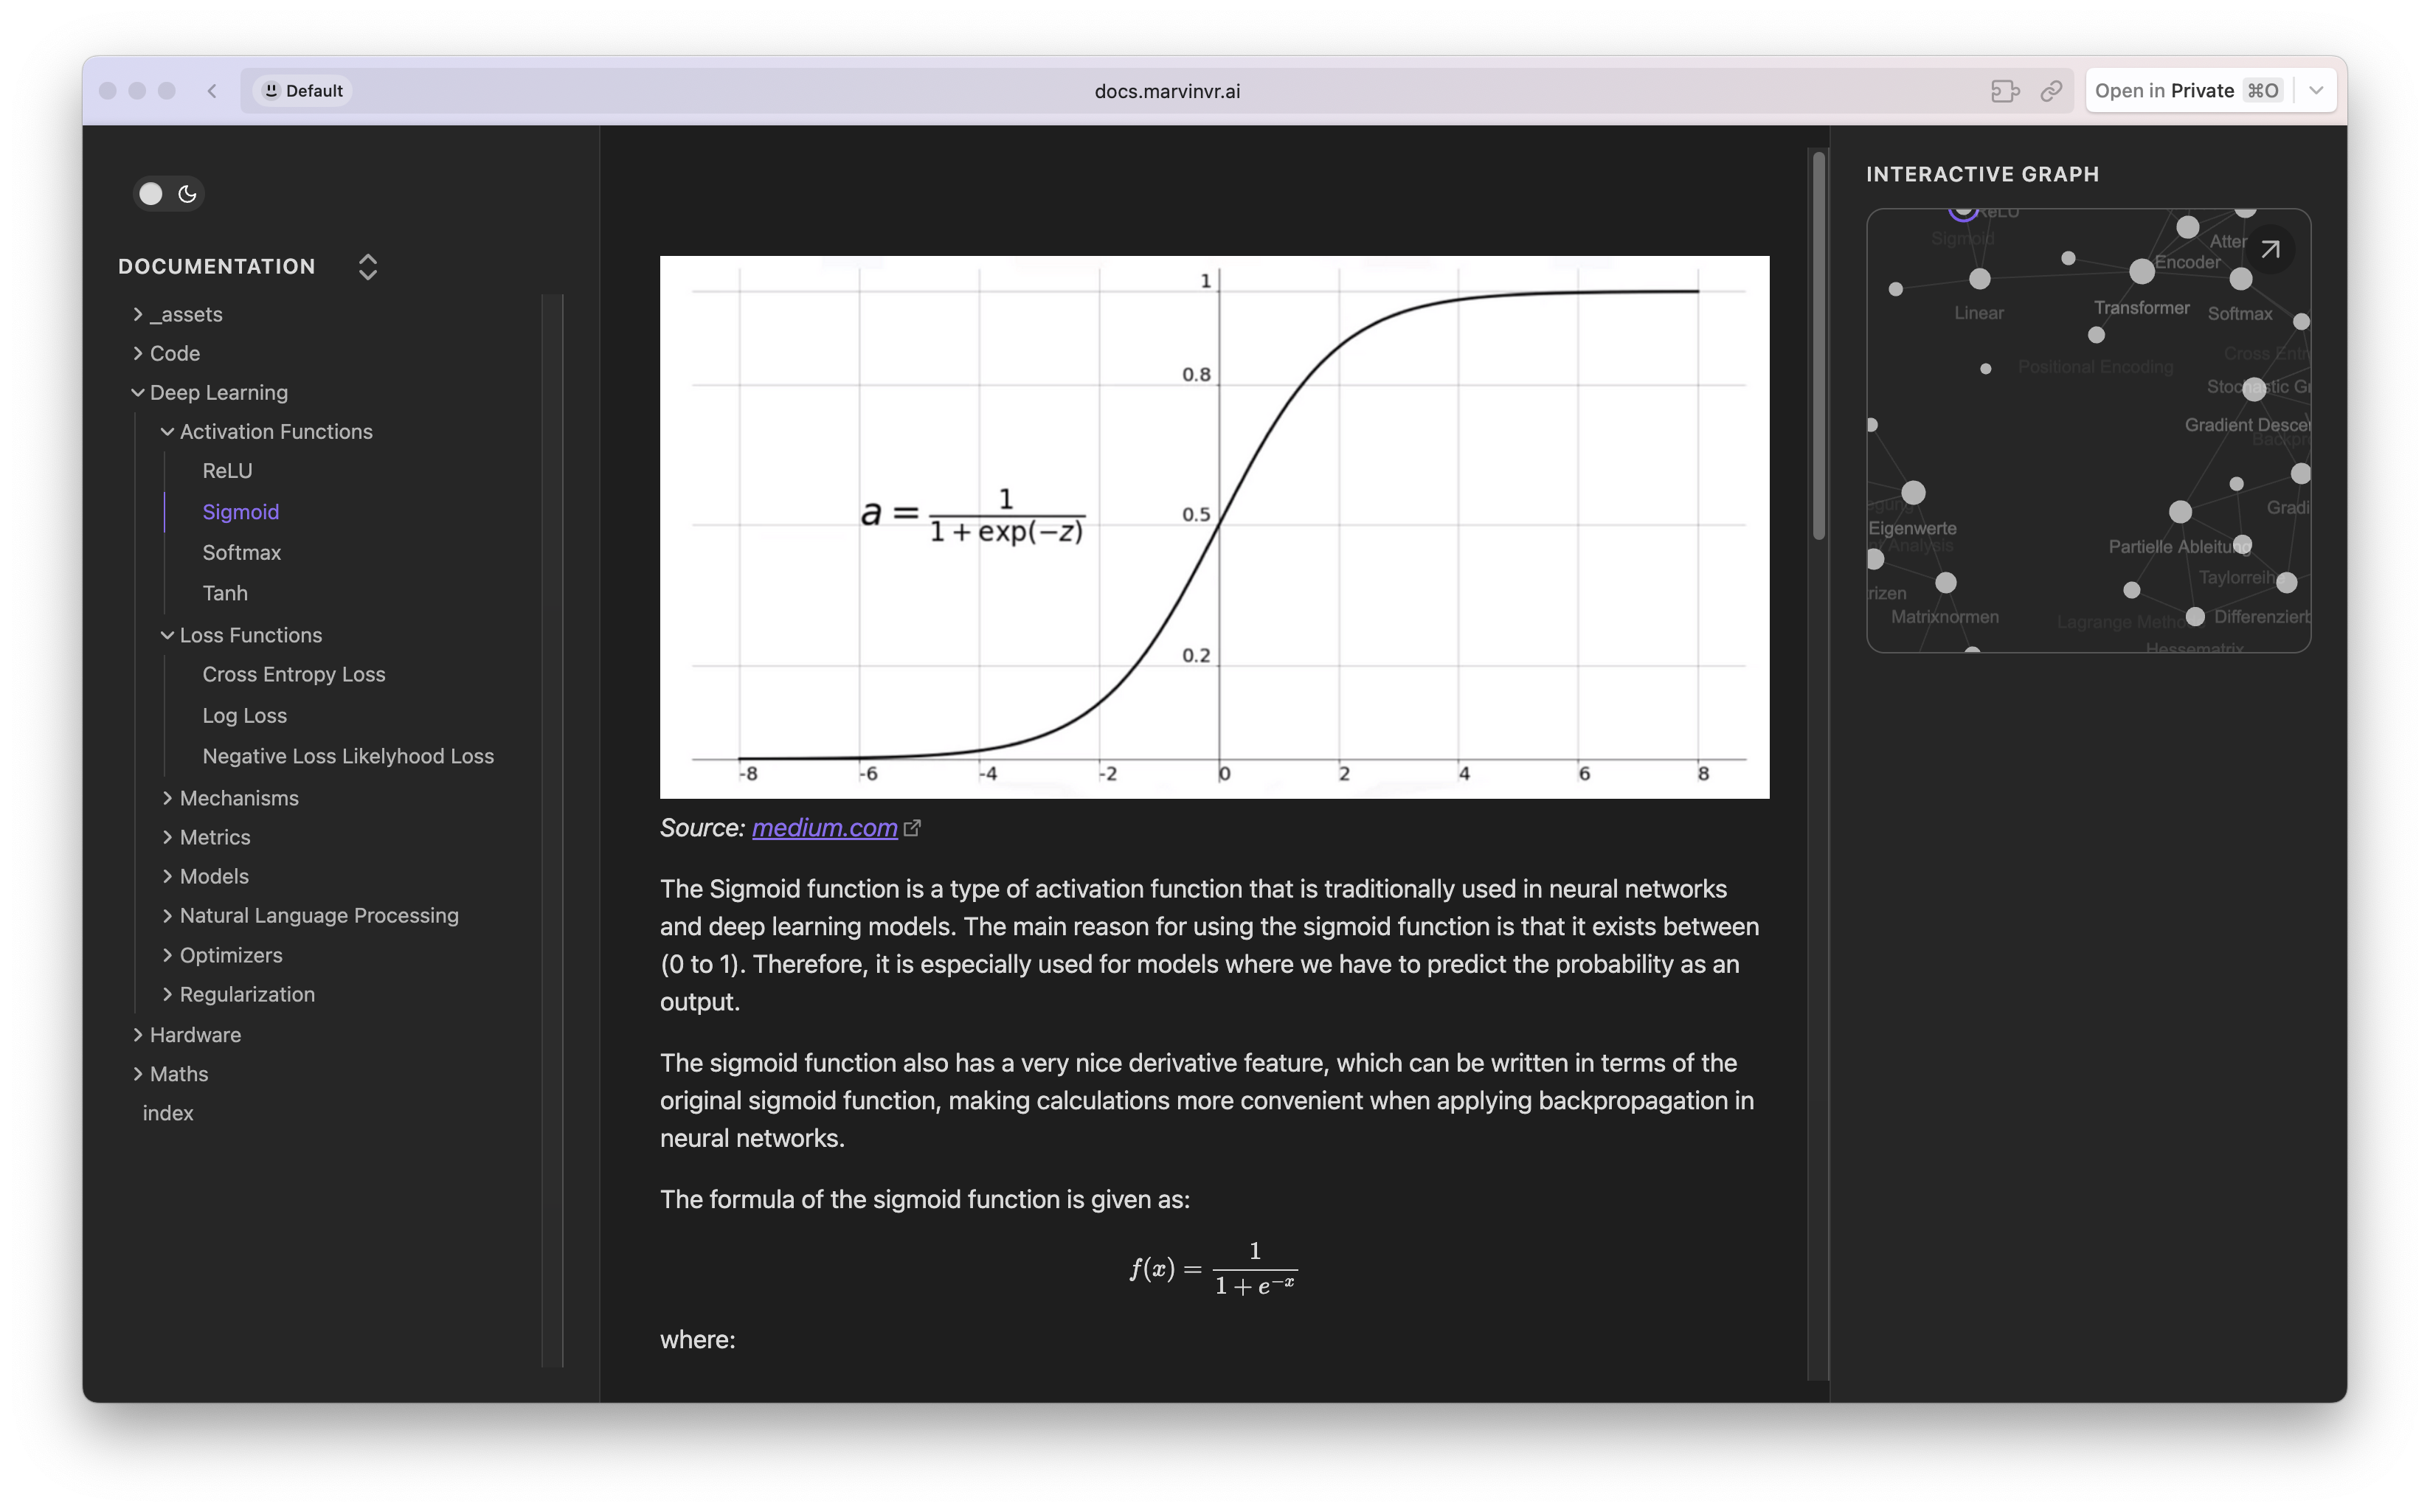 Default
docs.marvinvr.ai
Open in Private ⌘O
DOCUMENTATION
_assets
Code
Deep Learning
Activation Functions
ReLU
Sigmoid
Softmax
Tanh
Loss Functions
Cross Entropy Loss
Log Loss
Negative Loss Likelyhood Loss
Mechanisms
Metrics
Models
Natural Language Processing
Optimizers
Regularization
Hardware
Maths
index
1
0.8
0.5
0.2
a = 1 / (1 + exp(−z))
-8 -6 -4 -2 0 2 4 6 8
Source: medium.com
The Sigmoid function is a type of activation function that is traditionally used in neural networks
and deep learning models. The main reason for using the sigmoid function is that it exists between
(0 to 1). Therefore, it is especially used for models where we have to predict the probability as an
output.
The sigmoid function also has a very nice derivative feature, which can be written in terms of the
original sigmoid function, making calculations more convenient when applying backpropagation in
neural networks.
The formula of the sigmoid function is given as:
f(x) = 1 / (1 + e^−x)
where:
INTERACTIVE GRAPH
ReLU
Sigmoid
Atter
Encoder
Linear
Transformer
Softmax
Cross Entr
Positional Encoding
Gradient Descer
Backpr
Gradi
Eigenwerte
Analysis
Partielle Ableitung
Taylorreih
rizen
Matrixnormen
Differenziert
Hessematrix